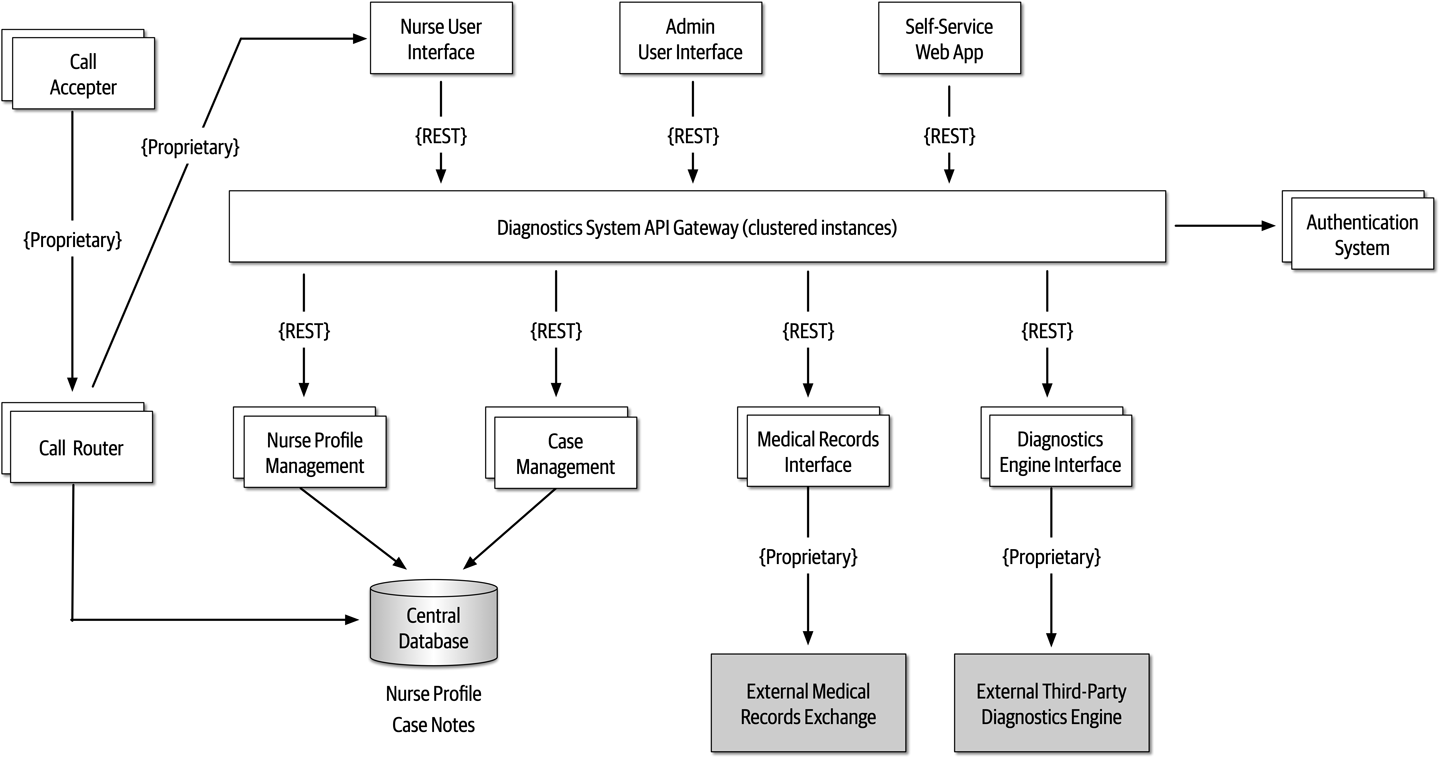 Nurse User
Interface
Admin
User Interface
Self-Service
Web App
Call
Accepter
{REST}
{REST}
{REST}
{Proprietary}
{Proprietary}
Diagnostics System API Gateway (clustered instances)
Authentication
System
{REST}
{REST}
{REST}
{REST}
Call Router
Nurse Profile
Management
Case
Management
Medical Records
Interface
Diagnostics
Engine Interface
{Proprietary}
{Proprietary}
Central
Database
Nurse Profile
Case Notes
External Medical
Records Exchange
External Third-Party
Diagnostics Engine